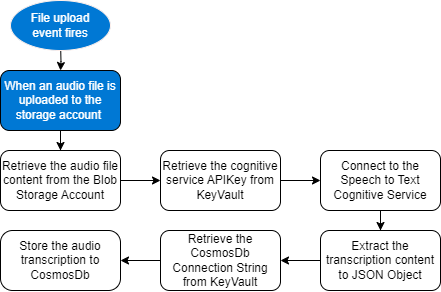 File upload
event fires
When an audio file is
uploaded to the
storage account
Retrieve the audio file
content from the Blob
Storage Account
Retrieve the cognitive
service APIKey from
KeyVault
Connect to the
Speech to Text
Cognitive Service
Extract the
transcription content
to JSON Object
Retrieve the
CosmosDb
Connection String
from KeyVault
Store the audio
transcription to
CosmosDb